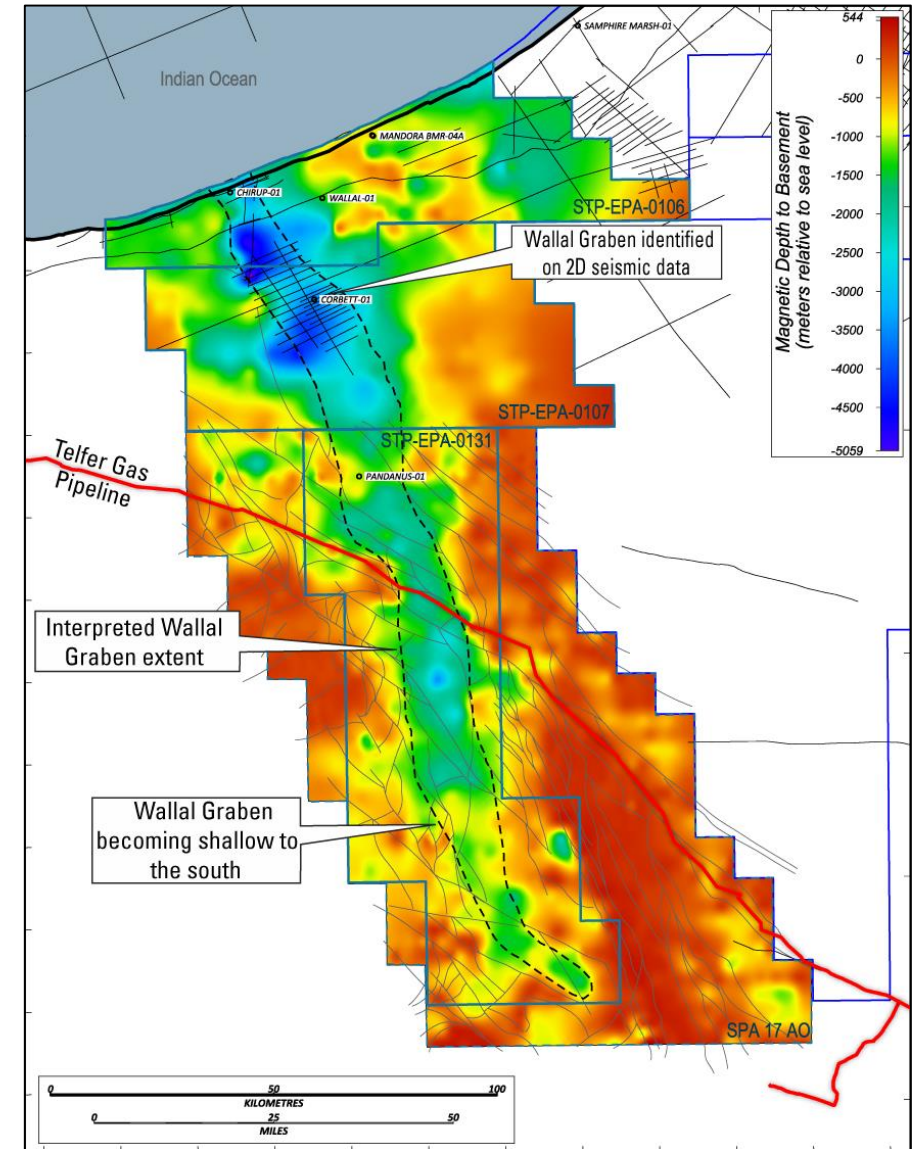 SAMPHIRE MARSH-01
Indian Ocean
MANDORA BMR-04A
CHIRUP-01
WALLAL-01
STP-EPA-0106
Wallal Graben identified
on 2D seismic data
CORBETT-01
STP-EPA-0107
STP-EPA-0131
Telfer Gas
Pipeline
PANDANUS-01
Interpreted Wallal
Graben extent
Wallal Graben
becoming shallow to
the south
SPA 17 AO
Magnetic Depth to Basement
(meters relative to sea level)
544
0
-500
-1000
-1500
-2000
-2500
-3000
-3500
-4000
-4500
-5059
0 50 100
KILOMETRES
0 25 50
MILES